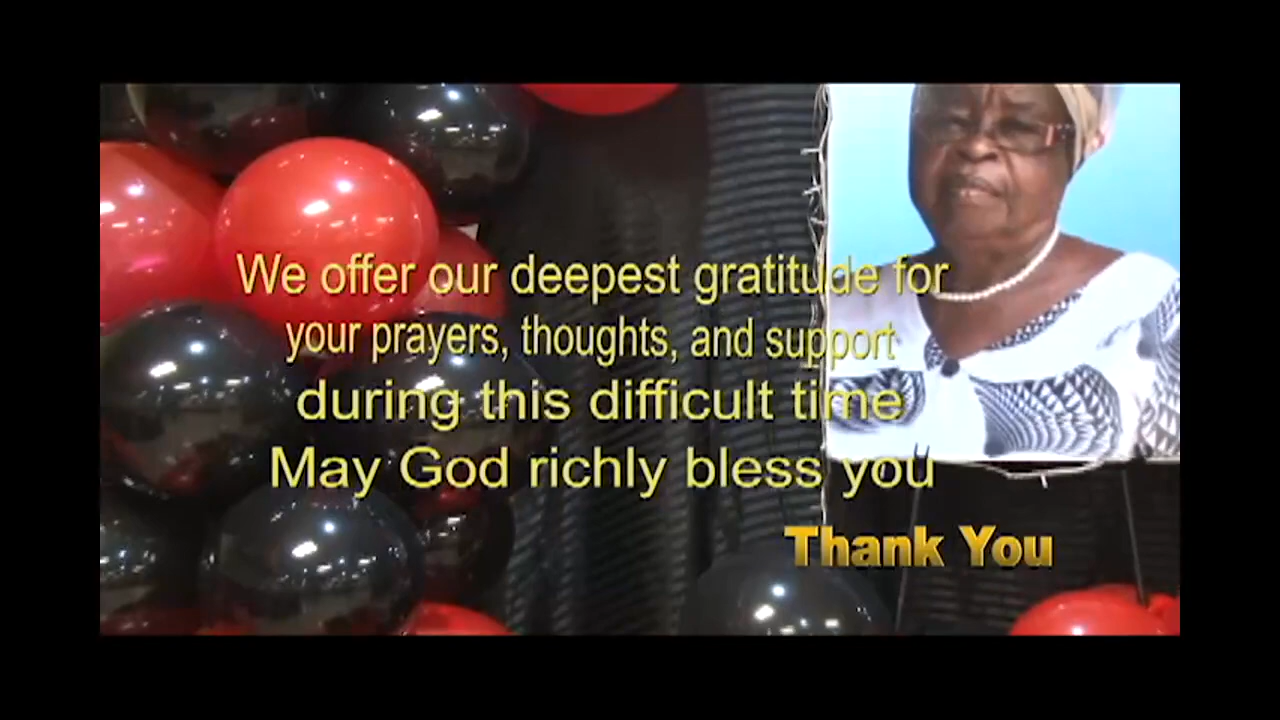 We offer our deepest gratitude for
your prayers, thoughts, and support
during this difficult time
May God richly bless you
Thank You